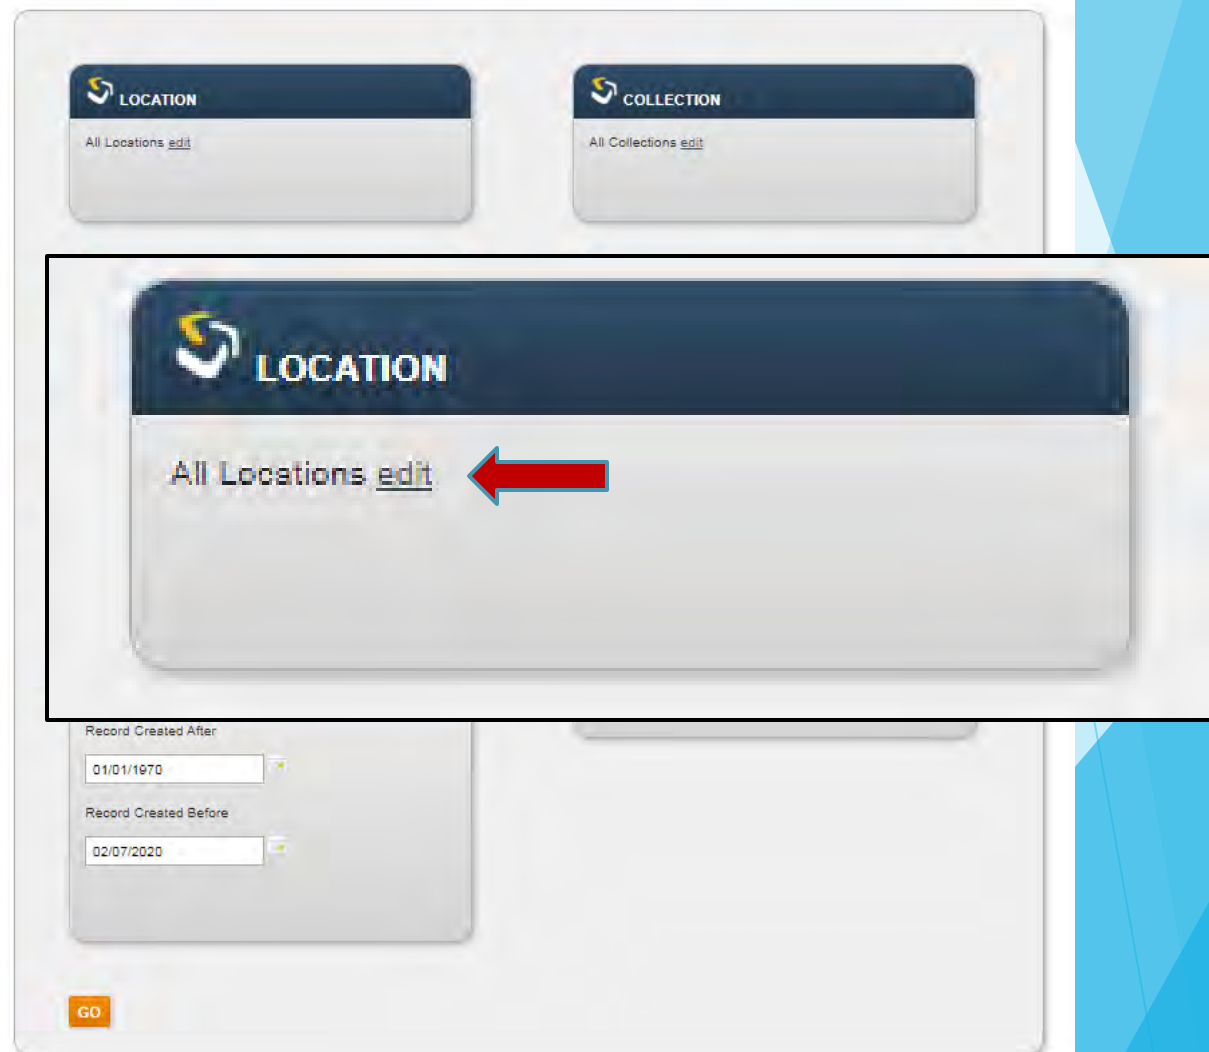 LOCATION
All Locations edit
COLLECTION
All Collections edit
LOCATION
All Locations edit
Record Created After
01/01/1970
Record Created Before
02/07/2020
GO